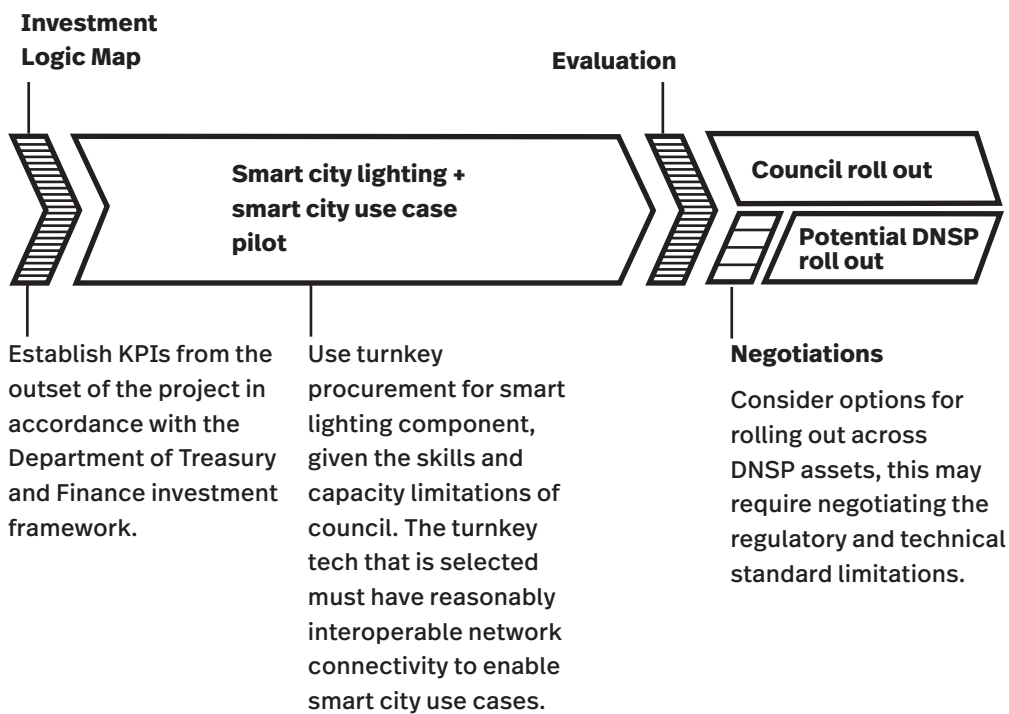 Investment
Logic Map
Evaluation
Smart city lighting +
smart city use case
pilot
Council roll out
Potential DNSP
roll out
Establish KPIs from the
outset of the project in
accordance with the
Department of Treasury
and Finance investment
framework.
Use turnkey
procurement for smart
lighting component,
given the skills and
capacity limitations of
council. The turnkey
tech that is selected
must have reasonably
interoperable network
connectivity to enable
smart city use cases.
Negotiations
Consider options for
rolling out across
DNSP assets, this may
require negotiating the
regulatory and technical
standard limitations.